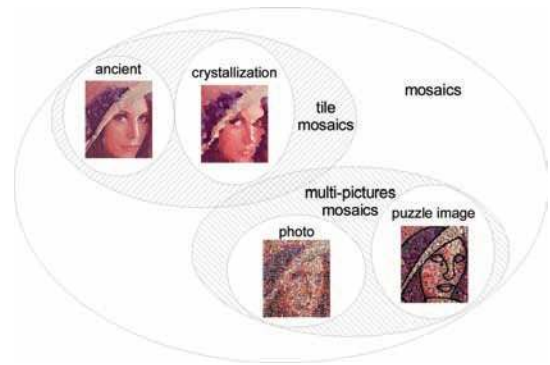 ancient
crystallization
tile
mosaics
mosaics
multi-pictures
mosaics
puzzle image
photo